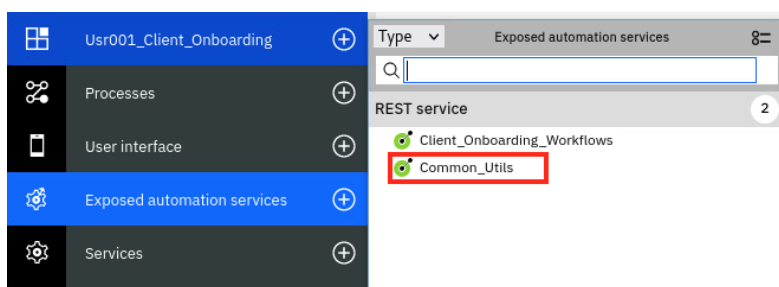 Usr001_Client_Onboarding
Processes
User interface
Exposed automation services
Services
Type Exposed automation services
REST service 2
Client_Onboarding_Workflows
Common_Utils